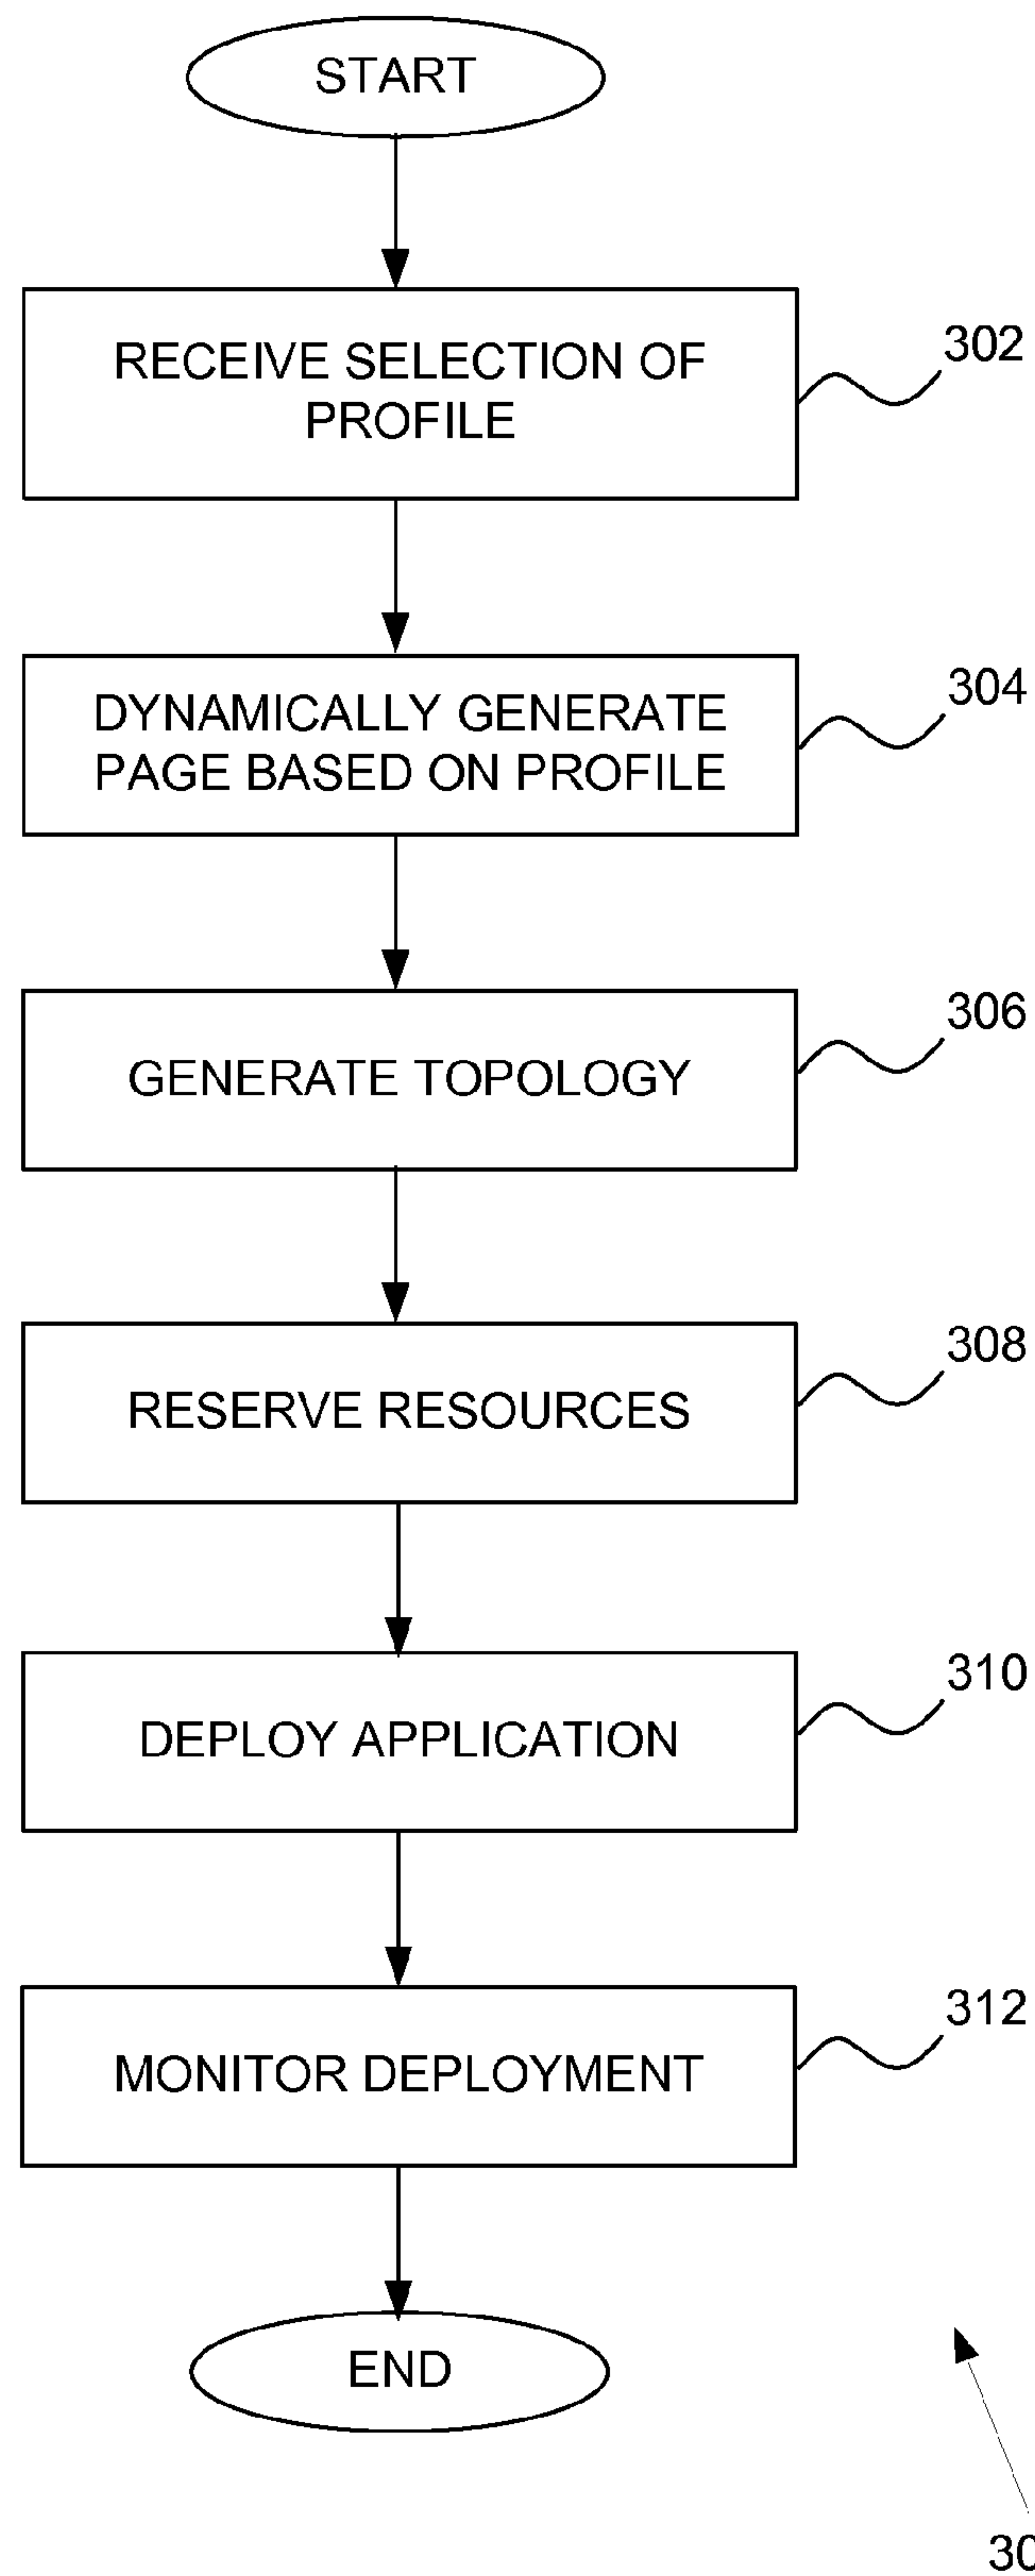 START
RECEIVE SELECTION OF
PROFILE
302
DYNAMICALLY GENERATE
PAGE BASED ON PROFILE
304
GENERATE TOPOLOGY
306
RESERVE RESOURCES
308
DEPLOY APPLICATION
310
MONITOR DEPLOYMENT
312
END